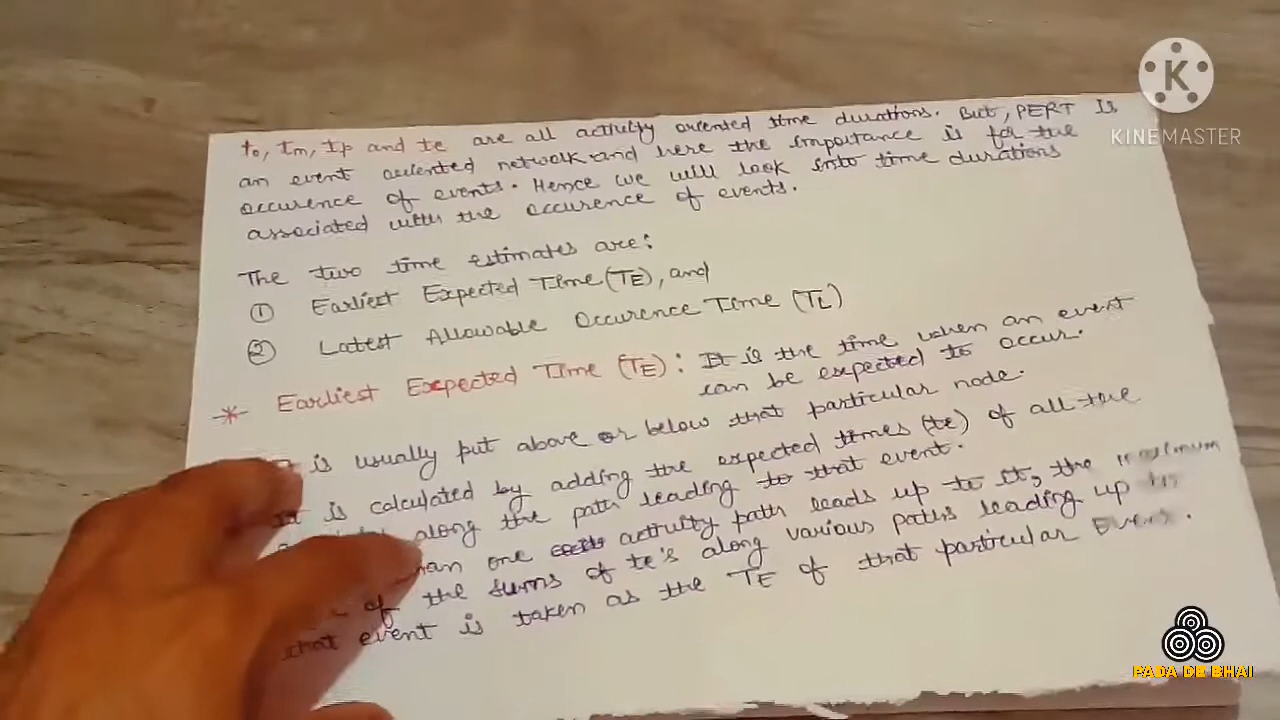 to, tm, tp and te are all activity oriented time durations. But, PERT is
an event oriented network and here the importance is for the
occurence of events. Hence we will look into time durations
associated with the occurence of events.
The two time estimates are:
① Earliest Expected Time (TE), and
② Latest Allowable Occurence Time (TL)
* Earliest Expected Time (TE): It is the time when an event
can be expected to occur.
is usually put above or below that particular node.
It is calculated by adding the expected times (te) of all the
along the path leading to that event.
one activity path leads up to it, the maximum
of the sums of te's along various paths leading up to
that event is taken as the TE of that particular event.
K
KINEMASTER
PADA DE BHAI